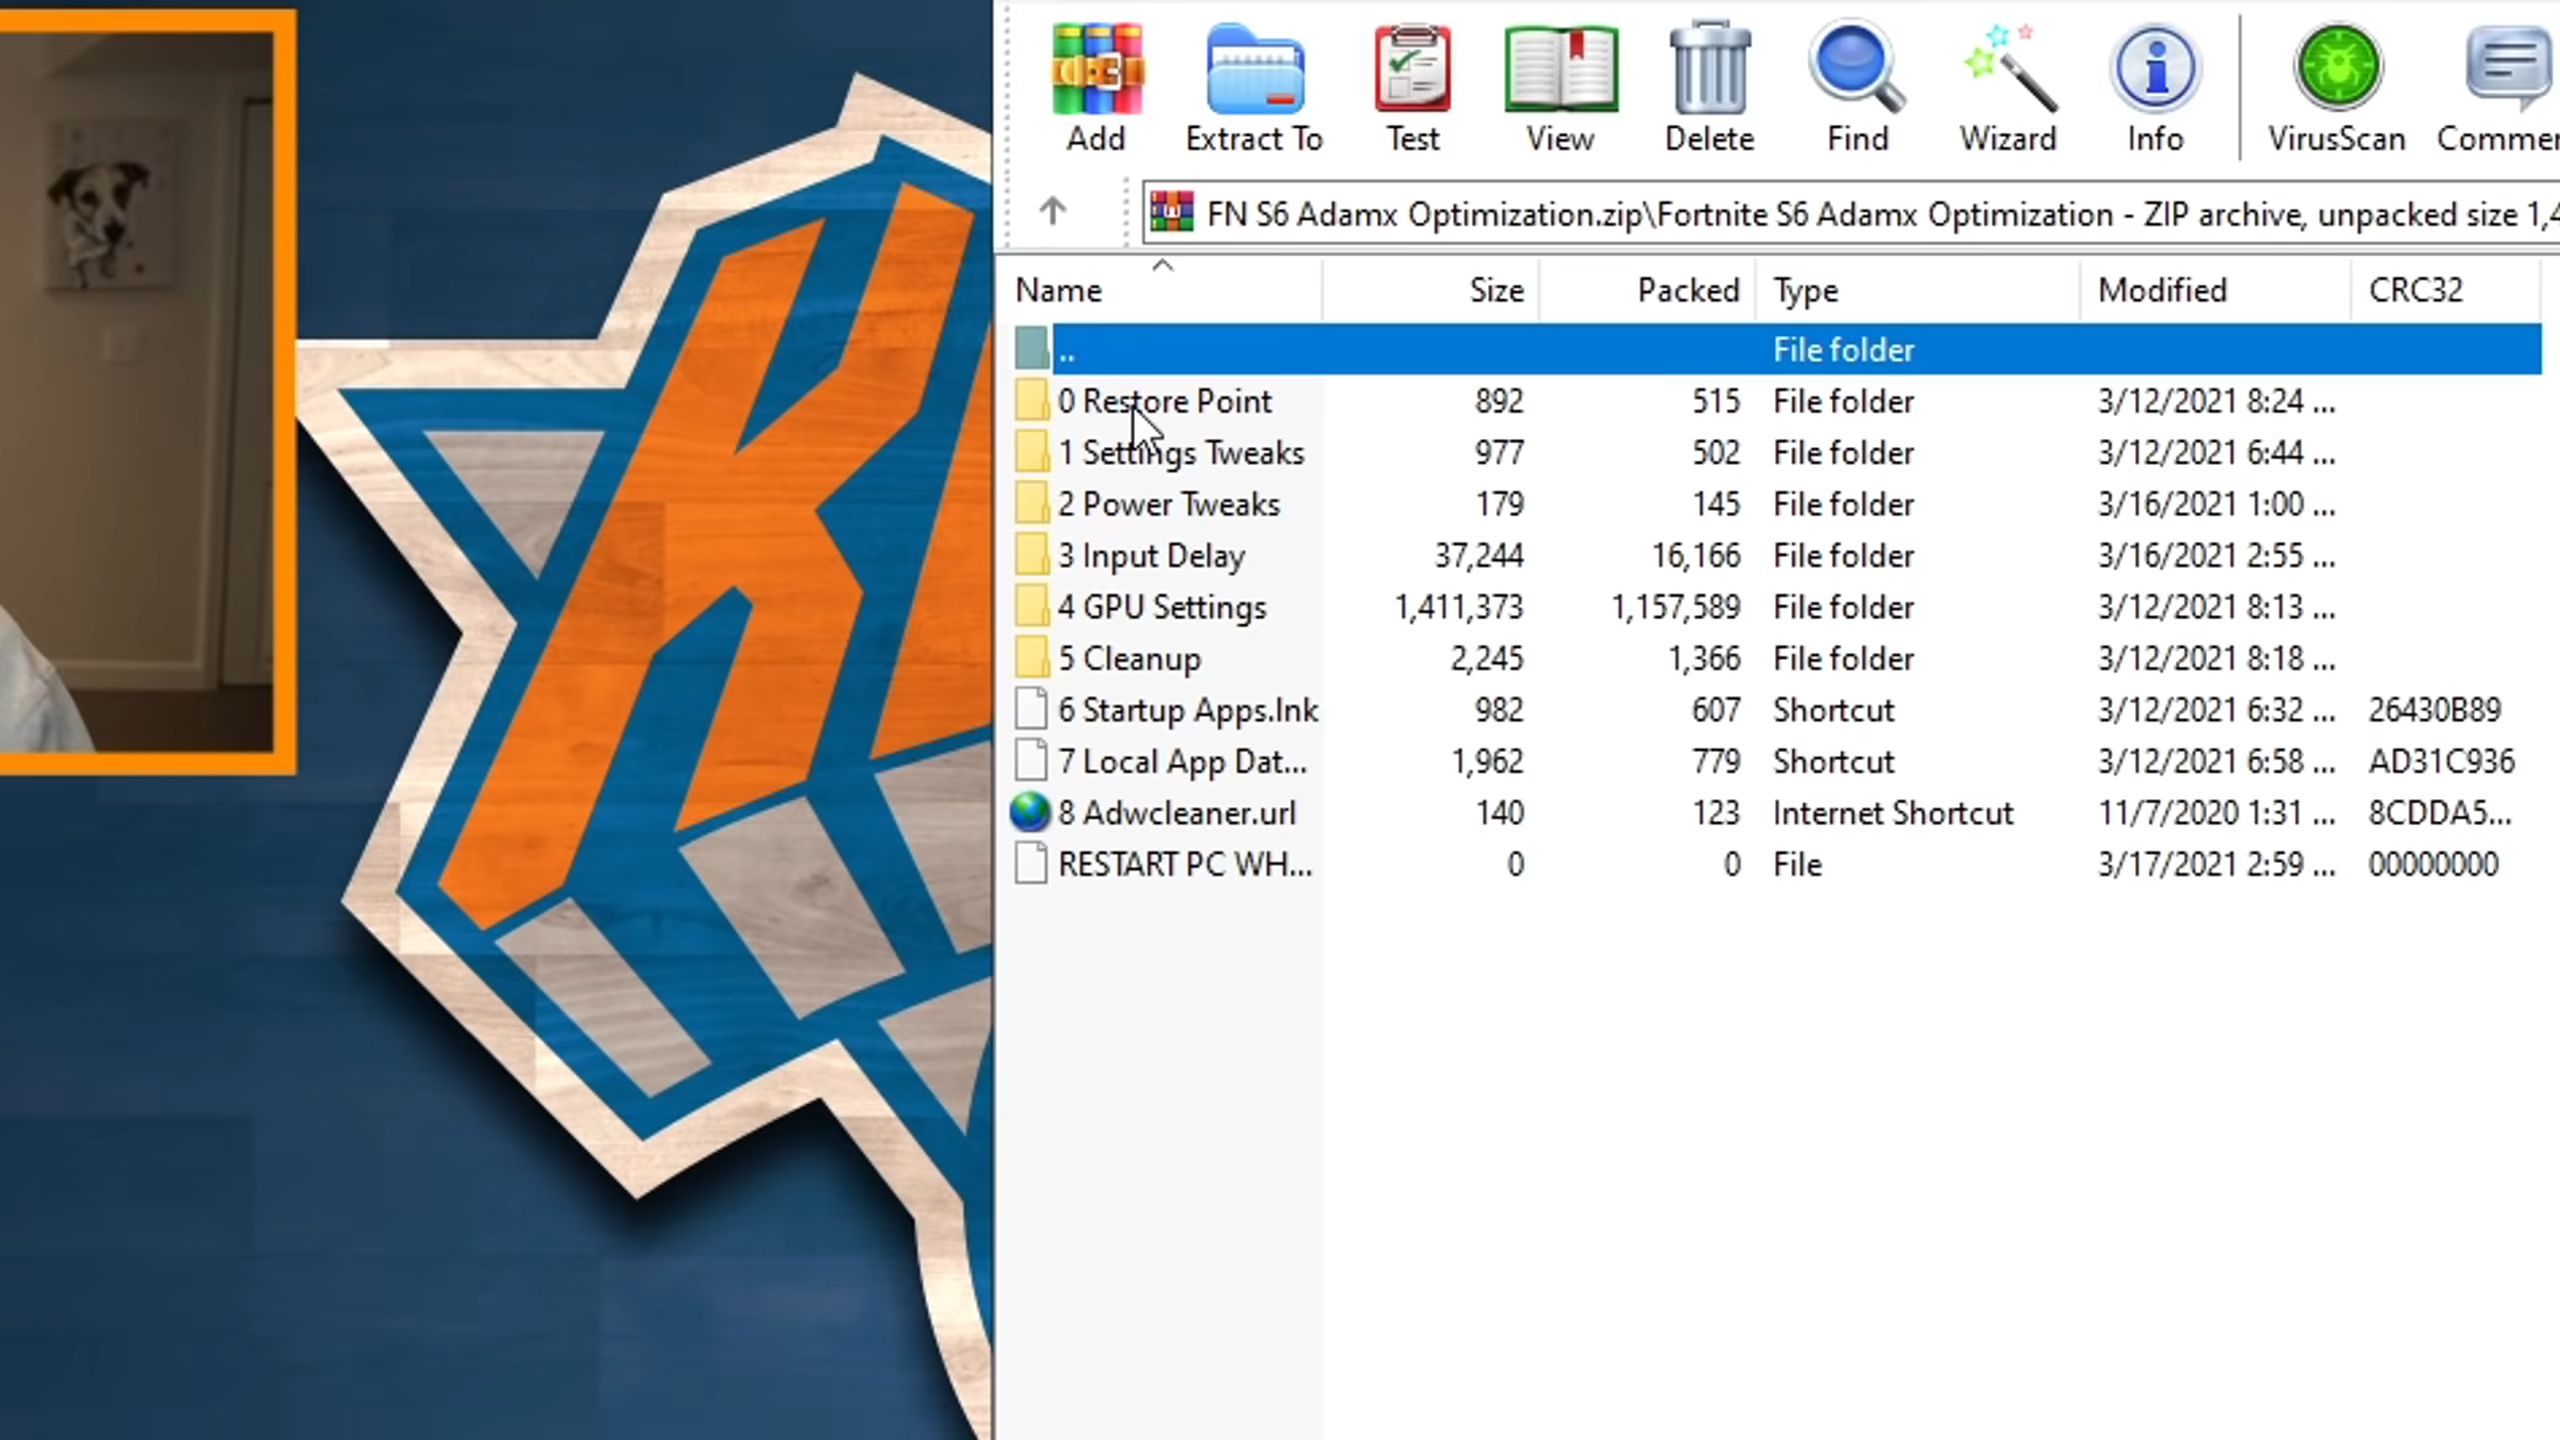 Add Extract To Test View Delete Find Wizard Info VirusScan Commen
FN S6 Adamx Optimization.zip\Fortnite S6 Adamx Optimization - ZIP archive, unpacked size 1,4
Name Size Packed Type Modified CRC32
.. File folder
0 Restore Point 892 515 File folder 3/12/2021 8:24 ...
1 Settings Tweaks 977 502 File folder 3/12/2021 6:44 ...
2 Power Tweaks 179 145 File folder 3/16/2021 1:00 ...
3 Input Delay 37,244 16,166 File folder 3/16/2021 2:55 ...
4 GPU Settings 1,411,373 1,157,589 File folder 3/12/2021 8:13 ...
5 Cleanup 2,245 1,366 File folder 3/12/2021 8:18 ...
6 Startup Apps.lnk 982 607 Shortcut 3/12/2021 6:32 ... 26430B89
7 Local App Dat... 1,962 779 Shortcut 3/12/2021 6:58 ... AD31C936
8 Adwcleaner.url 140 123 Internet Shortcut 11/7/2020 1:31 ... 8CDDA5...
RESTART PC WH... 0 0 File 3/17/2021 2:59 ... 00000000